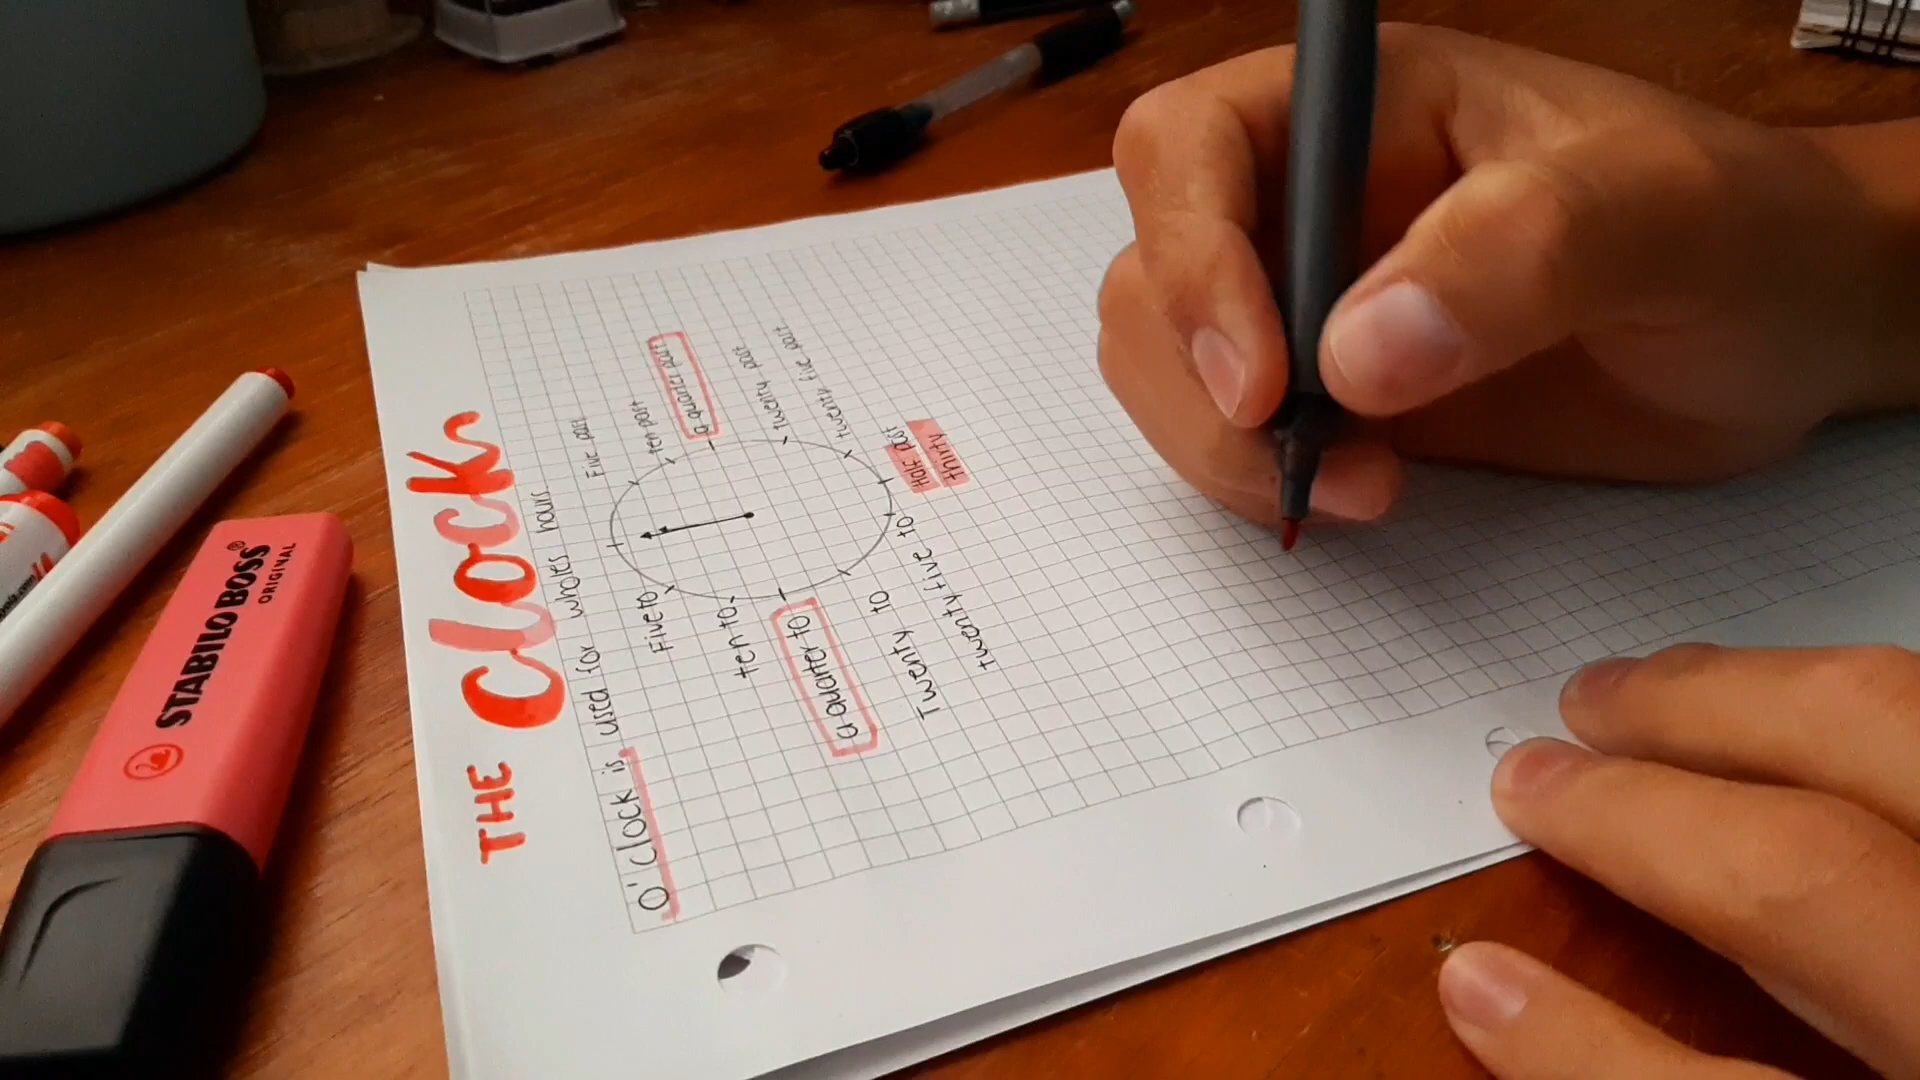 THE Clock
O'clock is used for wholes hours.
Five past
ten past
a quarter past
twenty past
twenty five past
Half past
thirty
twenty five to
Twenty to
a quarter to
ten to
Five to
STABILO BOSS®
ORIGINAL